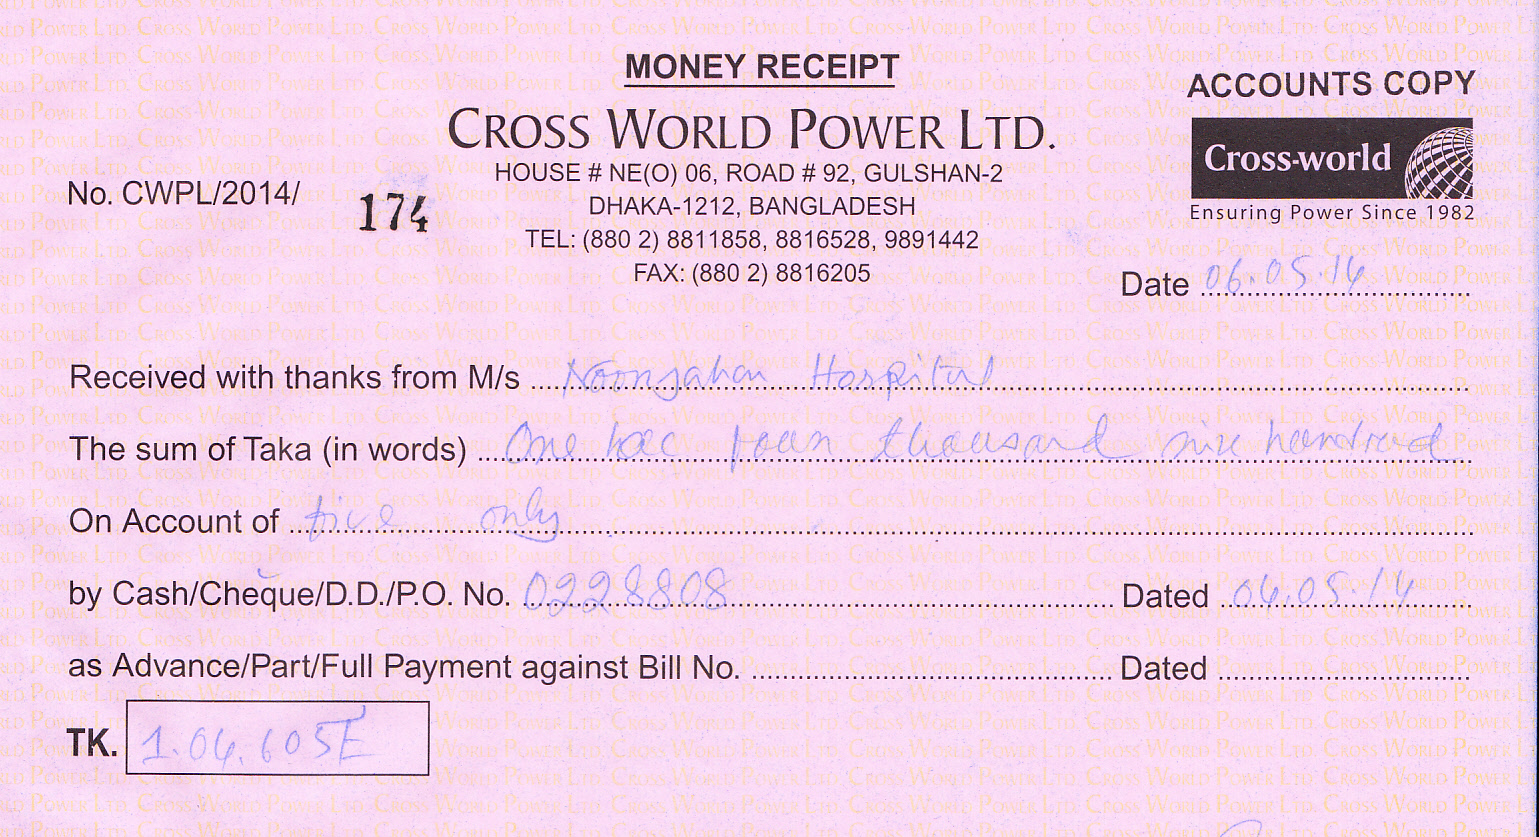 MONEY RECEIPT
ACCOUNTS COPY
CROSS WORLD POWER LTD.
Cross-world
Ensuring Power Since 1982
HOUSE # NE(O) 06, ROAD # 92, GULSHAN-2
DHAKA-1212, BANGLADESH
TEL: (880 2) 8811858, 8816528, 9891442
FAX: (880 2) 8816205
No. CWPL/2014/ 174
Date 06.05.14
Received with thanks from M/s Noorjahan Hospital
The sum of Taka (in words) One lac four thousand six hundred
On Account of five only
by Cash/Cheque/D.D./P.O. No. 0228808 Dated 04.05.14
as Advance/Part/Full Payment against Bill No. Dated
TK. 1.04.605